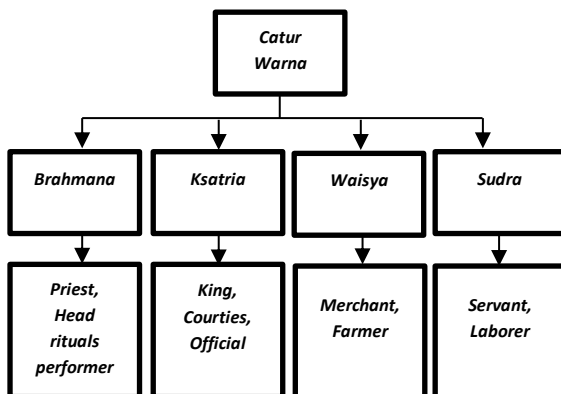 Catur
Warna
Brahmana
Ksatria
Waisya
Sudra
Priest,
Head
rituals
performer
King,
Courties,
Official
Merchant,
Farmer
Servant,
Laborer